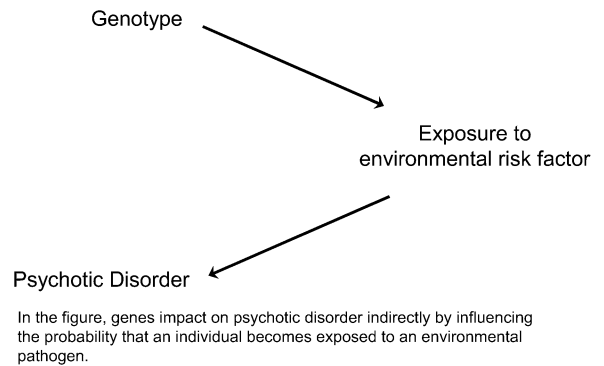 Genotype
Exposure to
environmental risk factor
Psychotic Disorder
In the figure, genes impact on psychotic disorder indirectly by influencing
the probability that an individual becomes exposed to an environmental
pathogen.